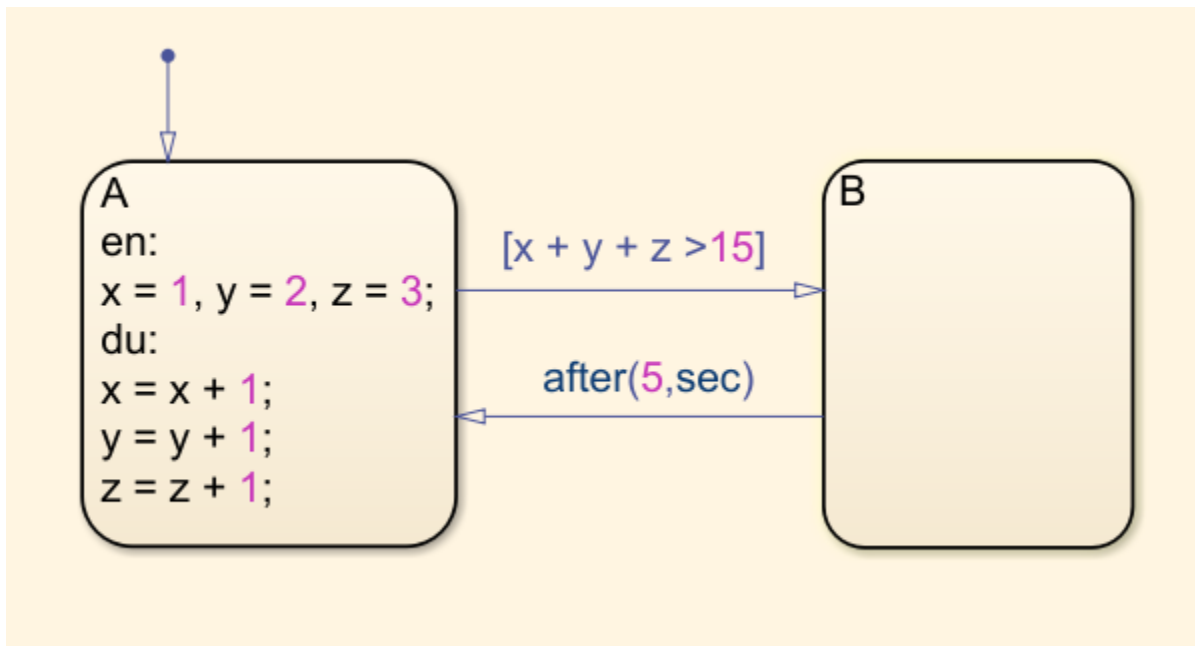 A
en:
x = 1, y = 2, z = 3;
du:
x = x + 1;
y = y + 1;
z = z + 1;
[x + y + z >15]
after(5,sec)
B